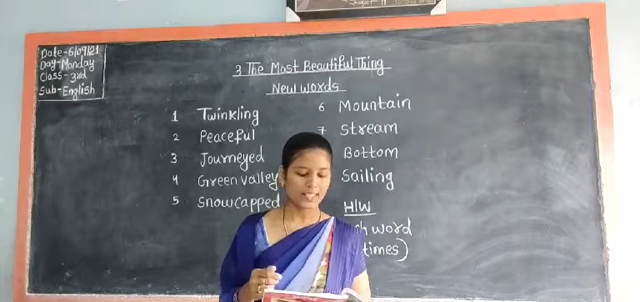 Date-6/09/21
Day-Monday
Class-3rd
Sub-English
3 The Most Beautiful Thing
New words
1 Twinkling
2 Peaceful
3 Journeyed
4 Green valley
5 Snowcapped
6 Mountain
7 Stream
Bottom
Sailing
H/W
word
times)